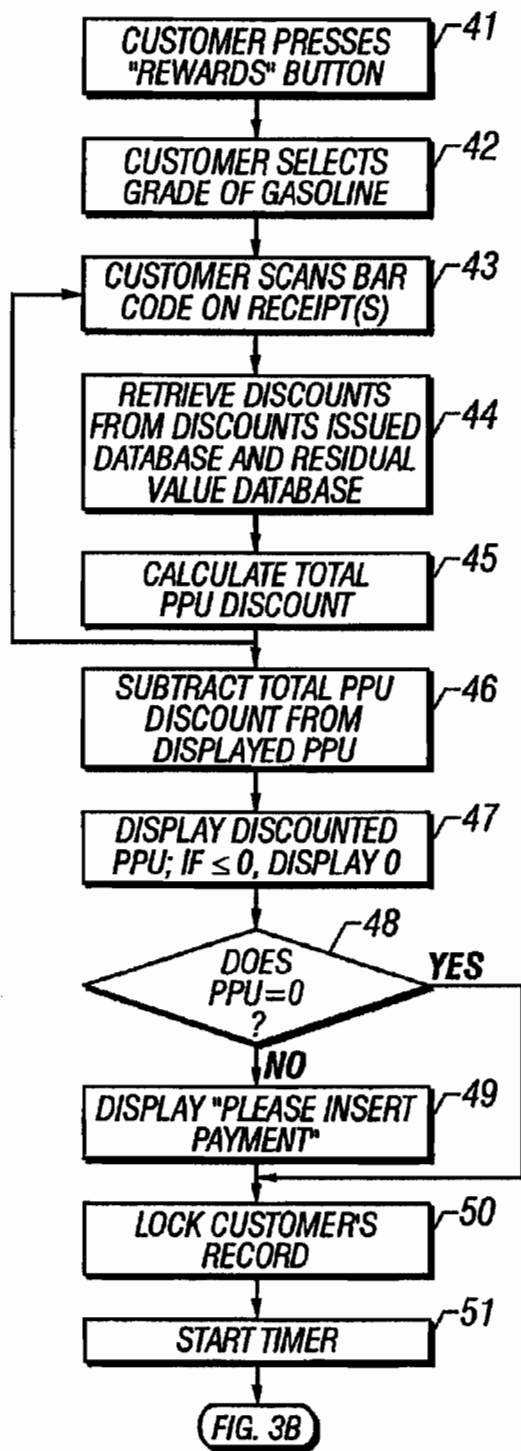 41
CUSTOMER PRESSES
"REWARDS" BUTTON
42
CUSTOMER SELECTS
GRADE OF GASOLINE
43
CUSTOMER SCANS BAR
CODE ON RECEIPT(S)
44
RETRIEVE DISCOUNTS
FROM DISCOUNTS ISSUED
DATABASE AND RESIDUAL
VALUE DATABASE
45
CALCULATE TOTAL
PPU DISCOUNT
46
SUBTRACT TOTAL PPU
DISCOUNT FROM
DISPLAYED PPU
47
DISPLAY DISCOUNTED
PPU; IF ≤ 0, DISPLAY 0
48
DOES
PPU=0
?
YES
NO
49
DISPLAY "PLEASE INSERT
PAYMENT"
50
LOCK CUSTOMER'S
RECORD
51
START TIMER
FIG. 3B